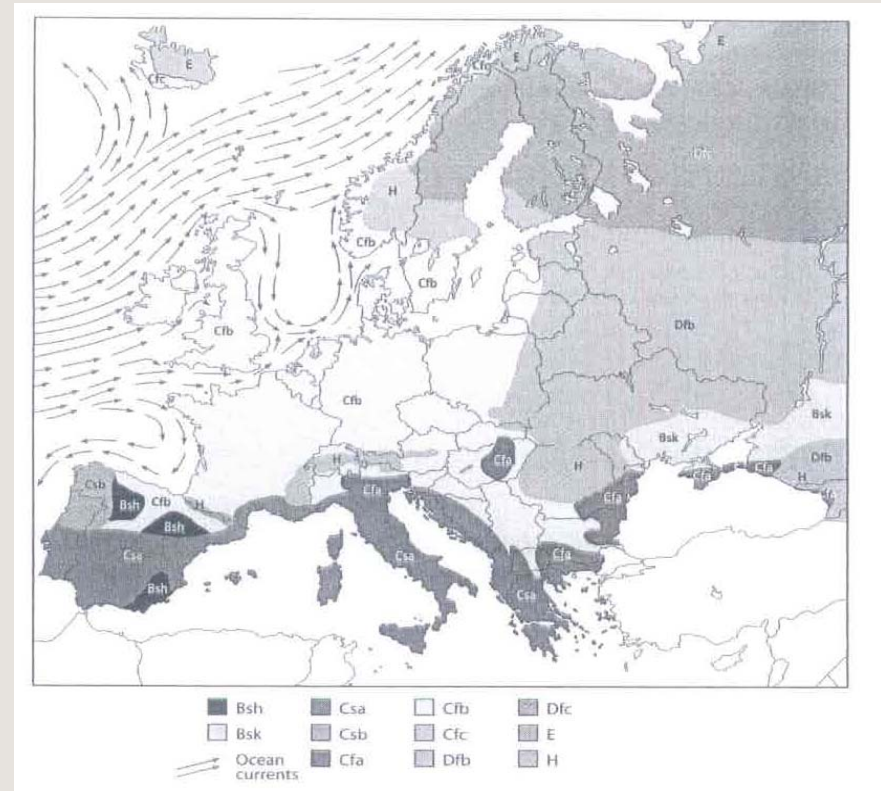 E
Cfc
E
Cfc
E
Dfc
H
Cfb
Cfb
Cfb
Dfb
Cfb
Bsk
Bsk
Cfa
Dfb
H
H
Csb
Bsh
Cfb
H
Bsh
Cfa
Cfa
Cfa
Cfa
H
Csa
Csa
Cfa
Bsh
Csa
Bsh Csa Cfb Dfc
Bsk Csb Cfc E
Ocean currents Cfa Dfb H